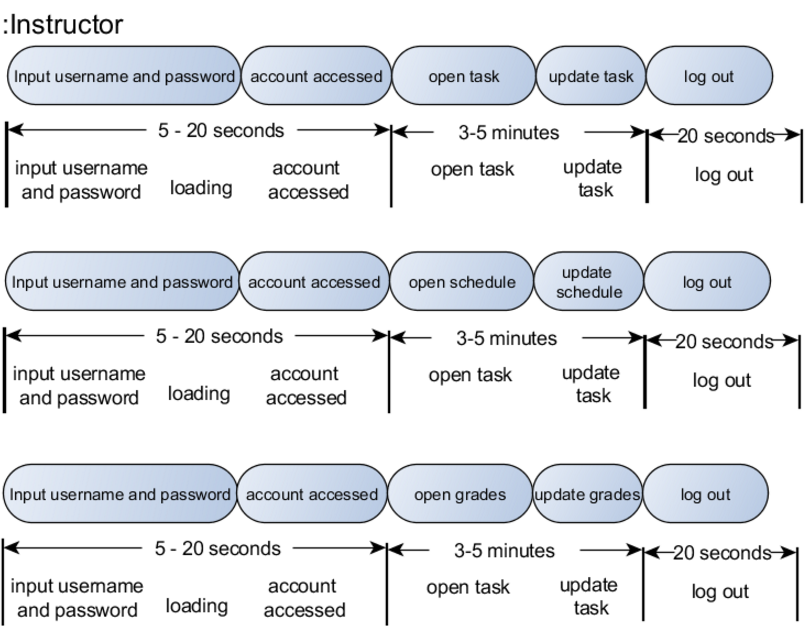 :Instructor
Input username and password account accessed open task update task log out
5 - 20 seconds 3-5 minutes 20 seconds
input username account open task update log out
and password loading accessed task
Input username and password account accessed open schedule update log out
schedule
5 - 20 seconds 3-5 minutes 20 seconds
input username account open task update log out
and password loading accessed task
Input username and password account accessed open grades update grades log out
5 - 20 seconds 3-5 minutes 20 seconds
input username account open task update log out
and password loading accessed task